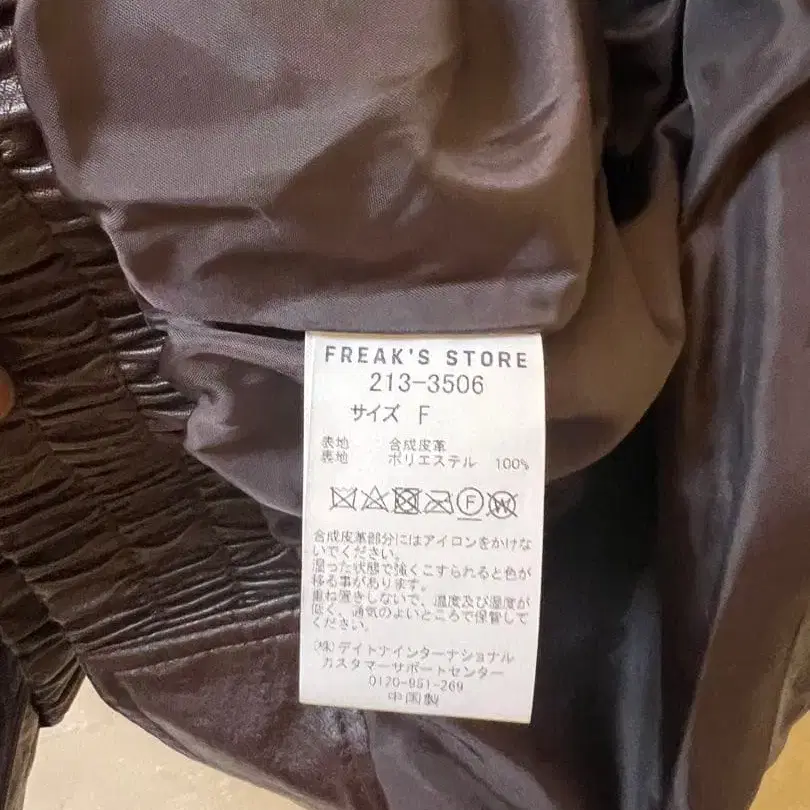 FREAK'S STORE
213-3506
サイズ F
表地 合成皮革
裏地 ポリエステル 100%
F W
合成皮革部分にはアイロンをかけな
いでください。
湿った状態で強くこすられると色が
移る事があります。
重ね置きしないで、温度及び湿度が
低く、通気のよいところで保管して
ください。
(株)デイトナインターナショナル
カスタマーサポートセンター
0120-951-269
中国製